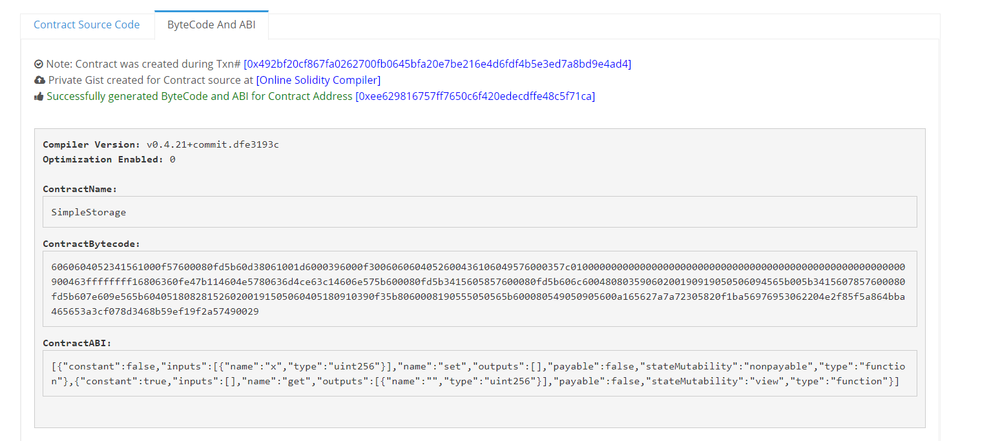 Contract Source Code
ByteCode And ABI
Note: Contract was created during Txn# [0x492bf20cf867fa0262700fb0645bfa20e7be216e4d6fdf4b5e3ed7a8bd9e4ad4]
Private Gist created for Contract source at [Online Solidity Compiler]
Successfully generated ByteCode and ABI for Contract Address [0xee629816757ff7650c6f420edecdffe48c5f71ca]
Compiler Version: v0.4.21+commit.dfe3193c
Optimization Enabled: 0
ContractName:
SimpleStorage
ContractBytecode:
6060604052341561000f57600080fd5b60d38061001d6000396000f3006060604052600436106049576000357c0100000000000000000000000000000000000000000000000000000000
900463ffffffff16806360fe47b114604e5780636d4ce63c14606e575b600080fd5b3415605857600080fd5b606c6004808035906020019091905050609​4565b005b3415607857600080
fd5b607e609e565b6040518082815260200191505060405180910390f35b8060008190555050565b600080549050905600a165627a7a72305820f1ba56976953062204e2f85f5a864bba
465653a3cf078d3468b59ef19f2a57490029
ContractABI:
[{"constant":false,"inputs":[{"name":"x","type":"uint256"}],"name":"set","outputs":[],"payable":false,"stateMutability":"nonpayable","type":"functio
n"},{"constant":true,"inputs":[],"name":"get","outputs":[{"name":"","type":"uint256"}],"payable":false,"stateMutability":"view","type":"function"}]